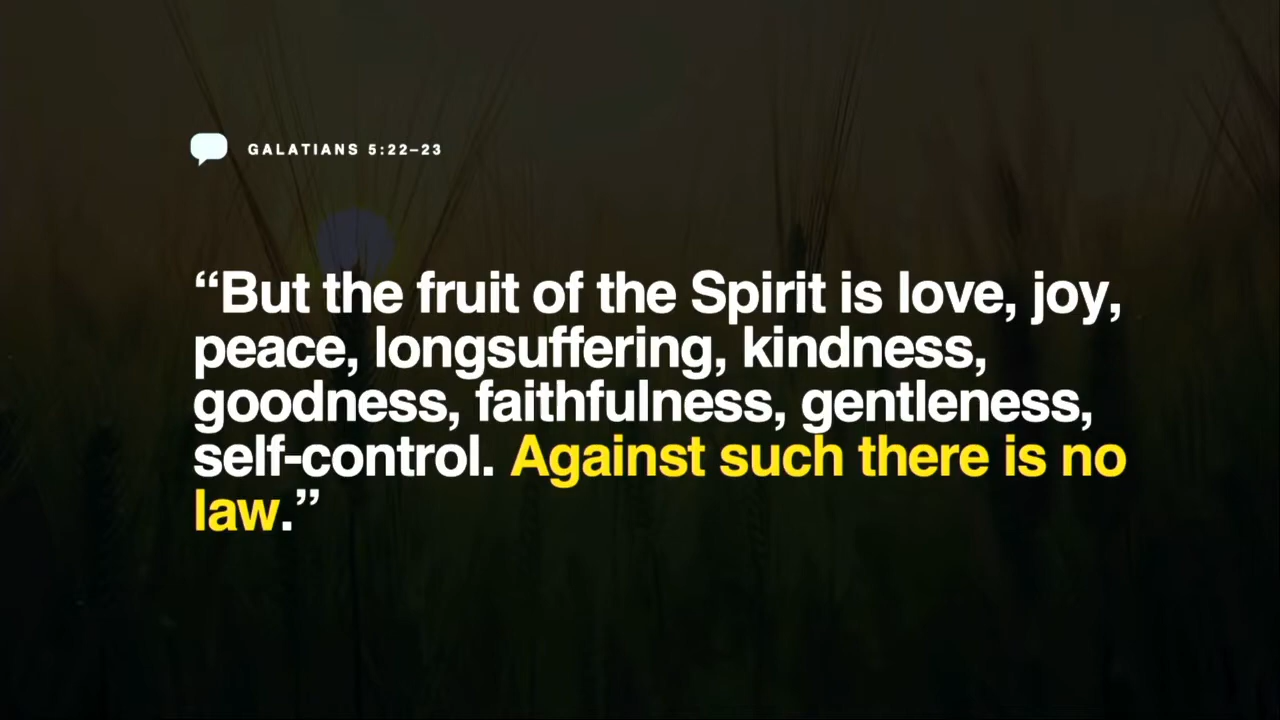 GALATIANS 5:22–23
“But the fruit of the Spirit is love, joy,
peace, longsuffering, kindness,
goodness, faithfulness, gentleness,
self-control. Against such there is no
law.”